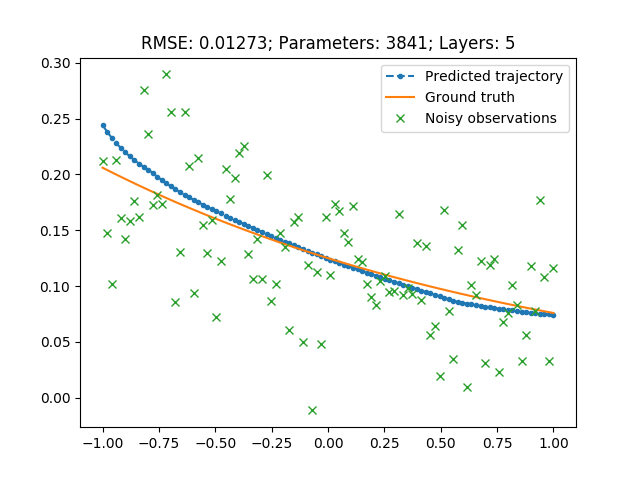 RMSE: 0.01273; Parameters: 3841; Layers: 5
Predicted trajectory
Ground truth
Noisy observations
0.30
0.25
0.20
0.15
0.10
0.05
0.00
−1.00 −0.75 −0.50 −0.25 0.00 0.25 0.50 0.75 1.00